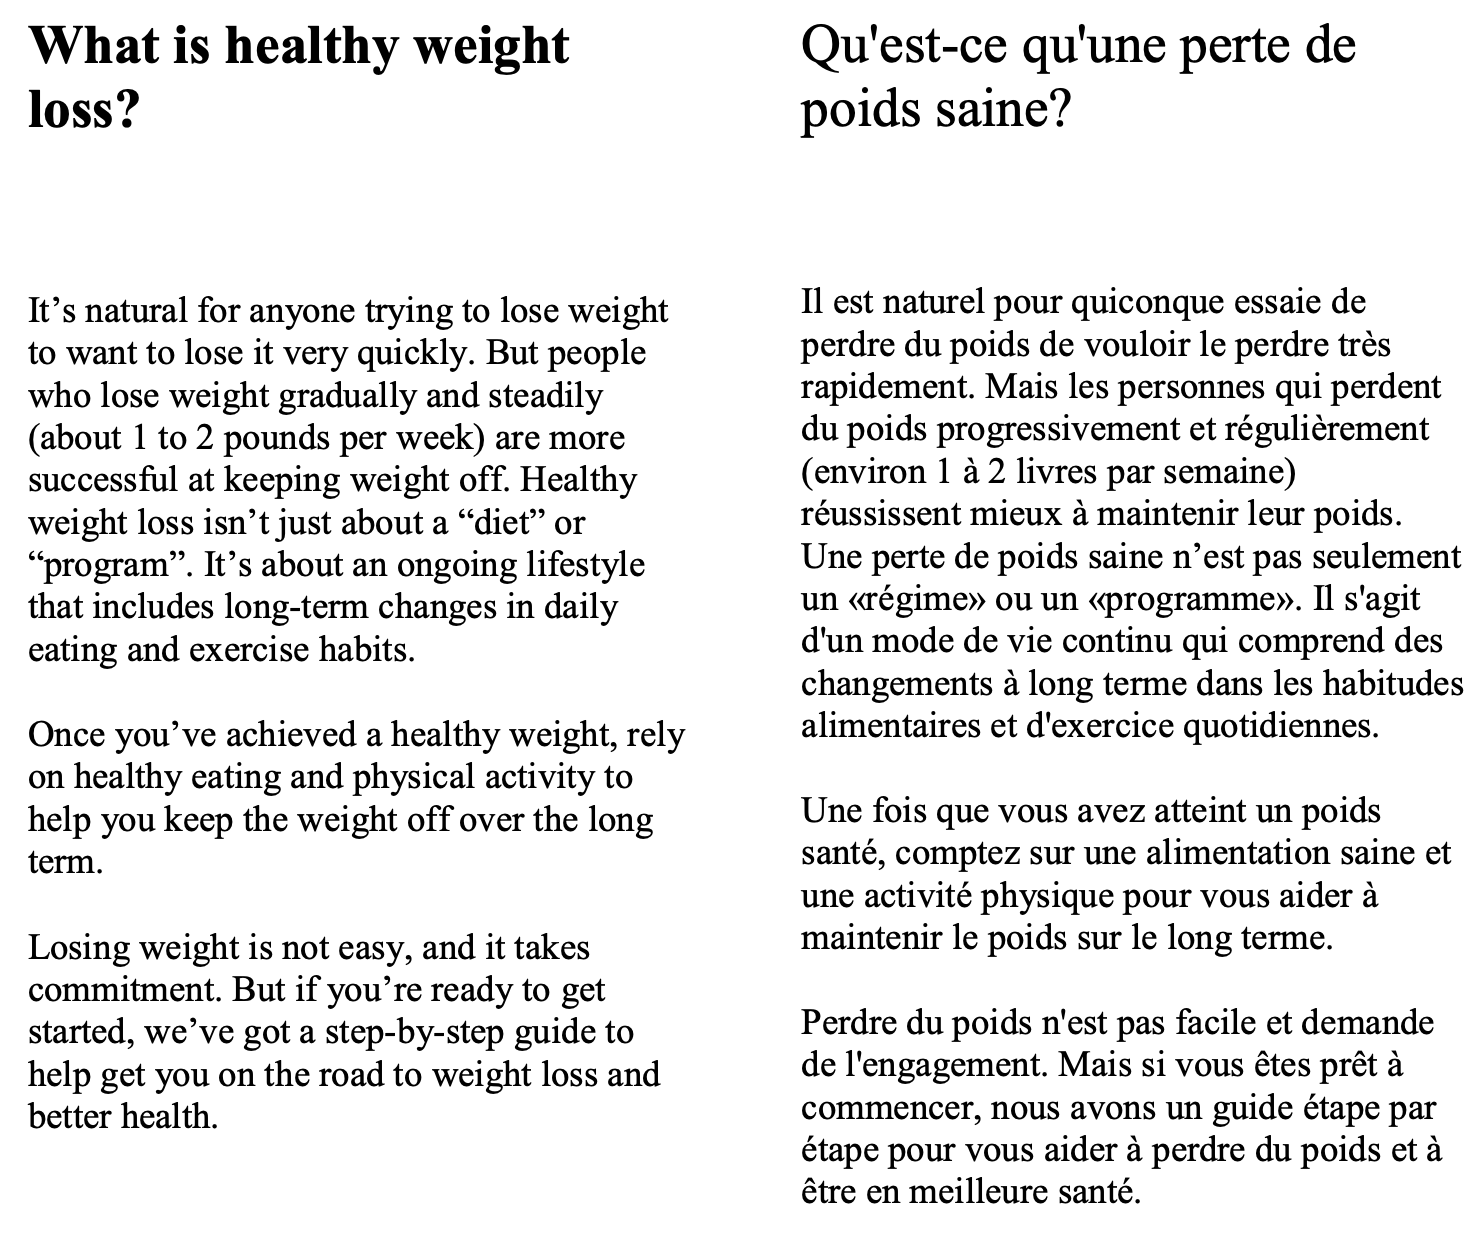 What is healthy weight
loss?
It’s natural for anyone trying to lose weight
to want to lose it very quickly. But people
who lose weight gradually and steadily
(about 1 to 2 pounds per week) are more
successful at keeping weight off. Healthy
weight loss isn’t just about a “diet” or
“program”. It’s about an ongoing lifestyle
that includes long-term changes in daily
eating and exercise habits.
Once you’ve achieved a healthy weight, rely
on healthy eating and physical activity to
help you keep the weight off over the long
term.
Losing weight is not easy, and it takes
commitment. But if you’re ready to get
started, we’ve got a step-by-step guide to
help get you on the road to weight loss and
better health.
Qu'est-ce qu'une perte de
poids saine?
Il est naturel pour quiconque essaie de
perdre du poids de vouloir le perdre très
rapidement. Mais les personnes qui perdent
du poids progressivement et régulièrement
(environ 1 à 2 livres par semaine)
réussissent mieux à maintenir leur poids.
Une perte de poids saine n’est pas seulement
un «régime» ou un «programme». Il s'agit
d'un mode de vie continu qui comprend des
changements à long terme dans les habitudes
alimentaires et d'exercice quotidiennes.
Une fois que vous avez atteint un poids
santé, comptez sur une alimentation saine et
une activité physique pour vous aider à
maintenir le poids sur le long terme.
Perdre du poids n'est pas facile et demande
de l'engagement. Mais si vous êtes prêt à
commencer, nous avons un guide étape par
étape pour vous aider à perdre du poids et à
être en meilleure santé.